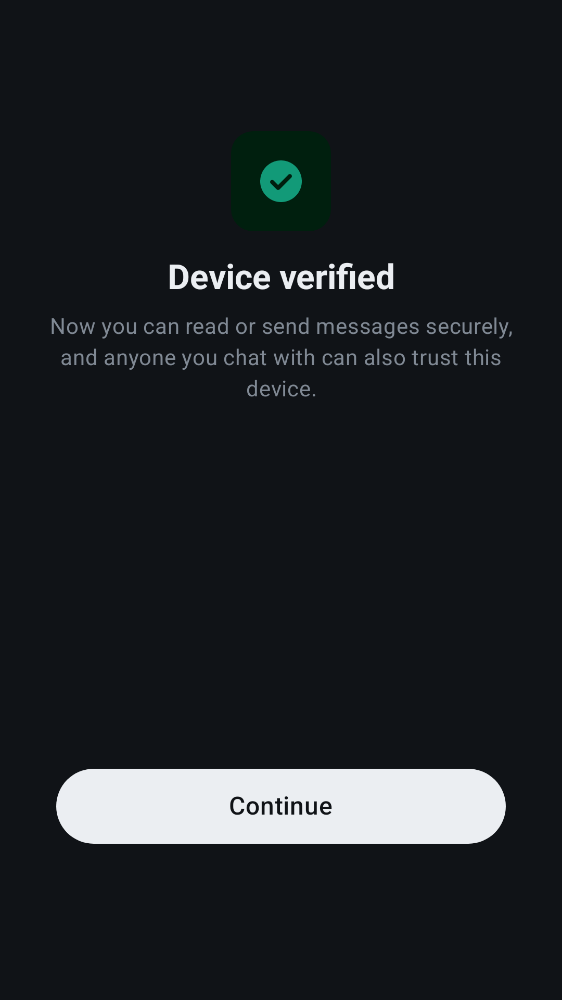 Device verified
Now you can read or send messages securely,
and anyone you chat with can also trust this
device.
Continue